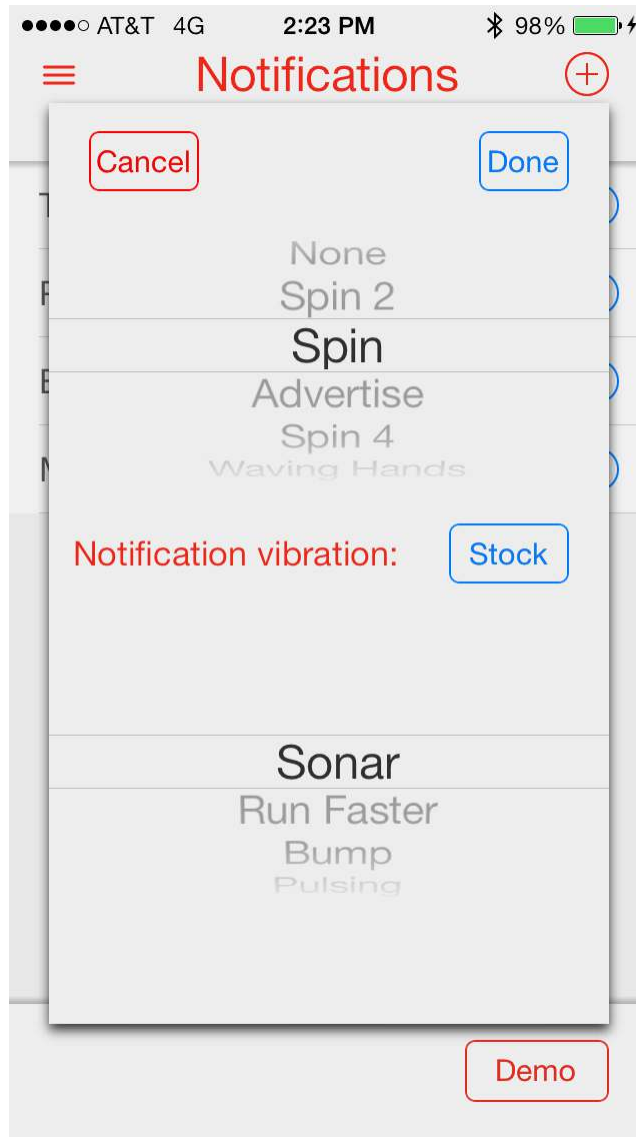 AT&T 4G 2:23 PM 98%
Notifications
Cancel Done
None
Spin 2
Spin
Advertise
Spin 4
Waving Hands
Notification vibration: Stock
Sonar
Run Faster
Bump
Pulsing
Demo